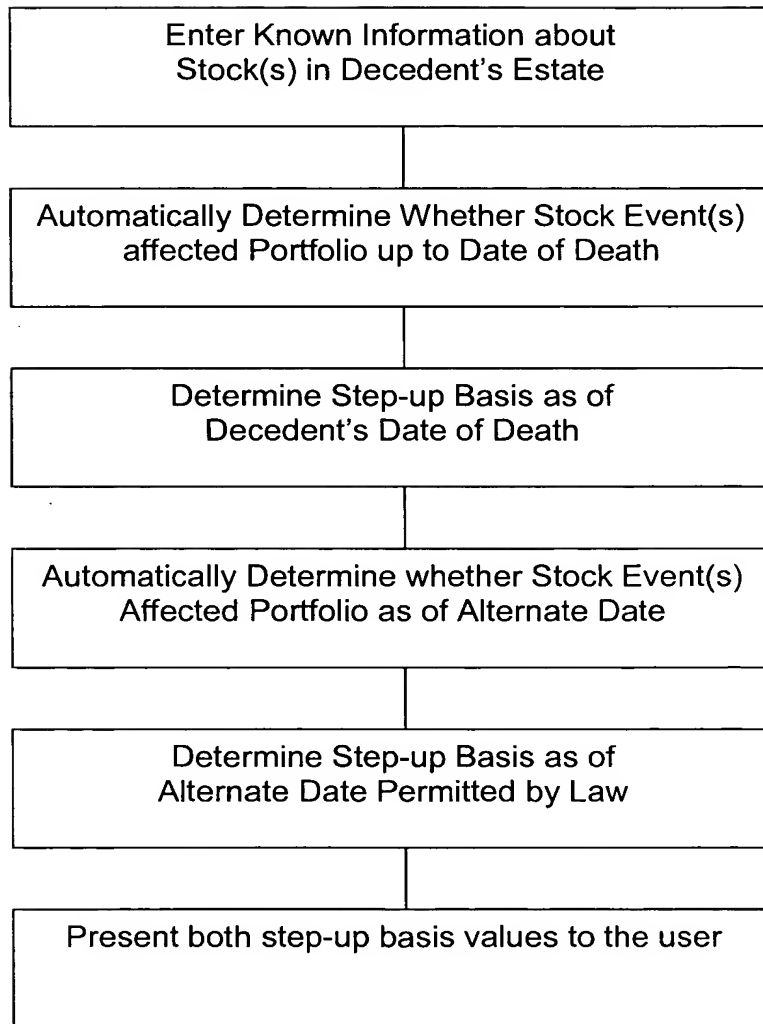 Enter Known Information about
Stock(s) in Decedent's Estate
Automatically Determine Whether Stock Event(s)
affected Portfolio up to Date of Death
Determine Step-up Basis as of
Decedent's Date of Death
Automatically Determine whether Stock Event(s)
Affected Portfolio as of Alternate Date
Determine Step-up Basis as of
Alternate Date Permitted by Law
Present both step-up basis values to the user